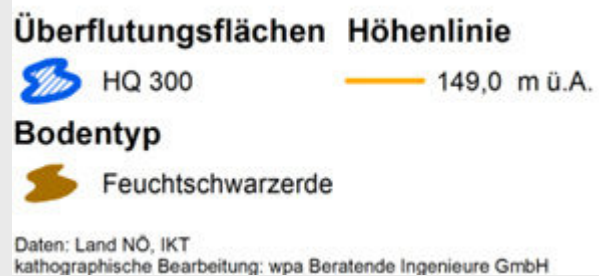 Überflutungsflächen Höhenlinie
HQ 300 149,0 m ü.A.
Bodentyp
Feuchtschwarzerde
Daten: Land NÖ, IKT
kathographische Bearbeitung: wpa Beratende Ingenieure GmbH